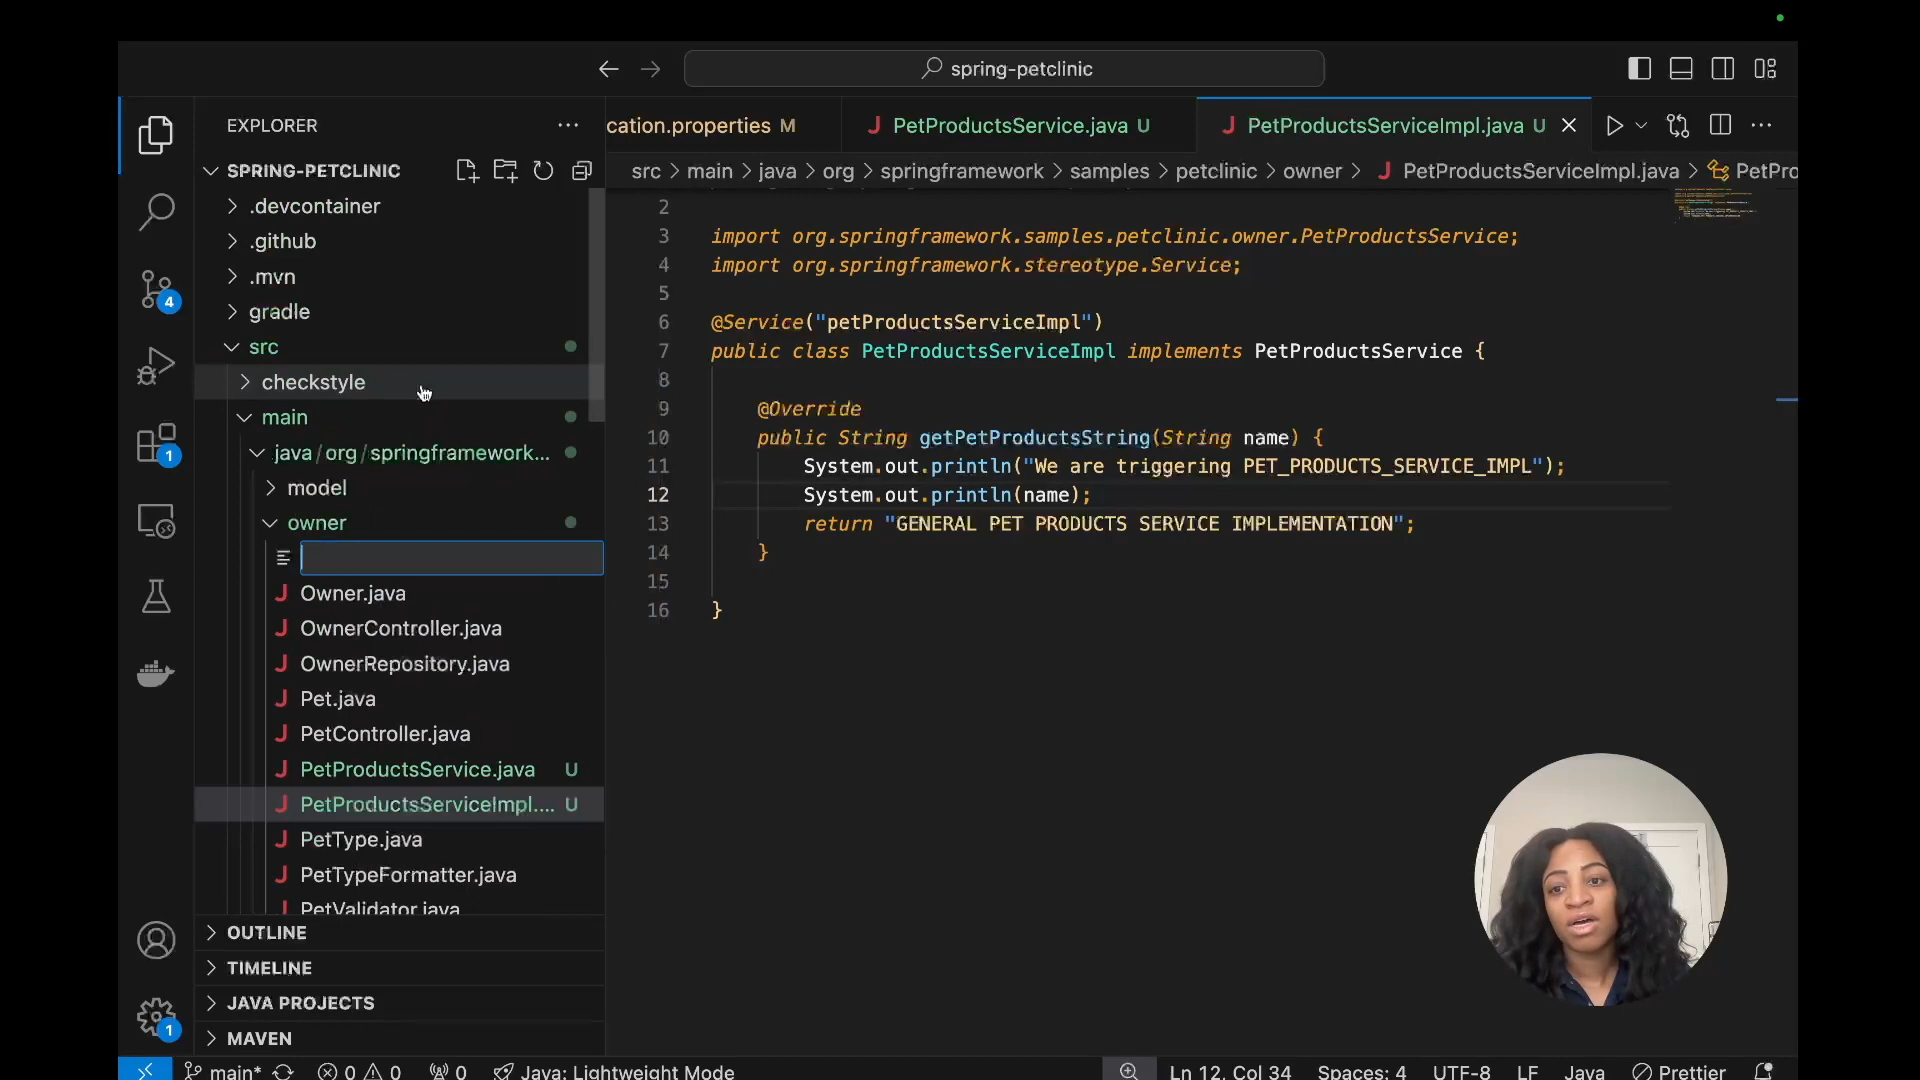 spring-petclinic
EXPLORER
cation.properties M
PetProductsService.java U
PetProductsServiceImpl.java U
src > main > java > org > springframework > samples > petclinic > owner > PetProductsServiceImpl.java > PetPro
SPRING-PETCLINIC
.devcontainer
.github
.mvn
gradle
src
checkstyle
main
java / org / springframework...
model
owner
Owner.java
OwnerController.java
OwnerRepository.java
Pet.java
PetController.java
PetProductsService.java U
PetProductsServiceImpl.... U
PetType.java
PetTypeFormatter.java
PetValidator.java
OUTLINE
TIMELINE
JAVA PROJECTS
MAVEN
4
1
1
2
3 import org.springframework.samples.petclinic.owner.PetProductsService;
4 import org.springframework.stereotype.Service;
5
6 @Service("petProductsServiceImpl")
7 public class PetProductsServiceImpl implements PetProductsService {
8
9 @Override
10 public String getPetProductsString(String name) {
11 System.out.println("We are triggering PET_PRODUCTS_SERVICE_IMPL");
12 System.out.println(name);
13 return "GENERAL PET PRODUCTS SERVICE IMPLEMENTATION";
14 }
15
16 }
main* 0 0 0 Java: Lightweight Mode Ln 12, Col 34 Spaces: 4 UTF-8 LF Java Prettier